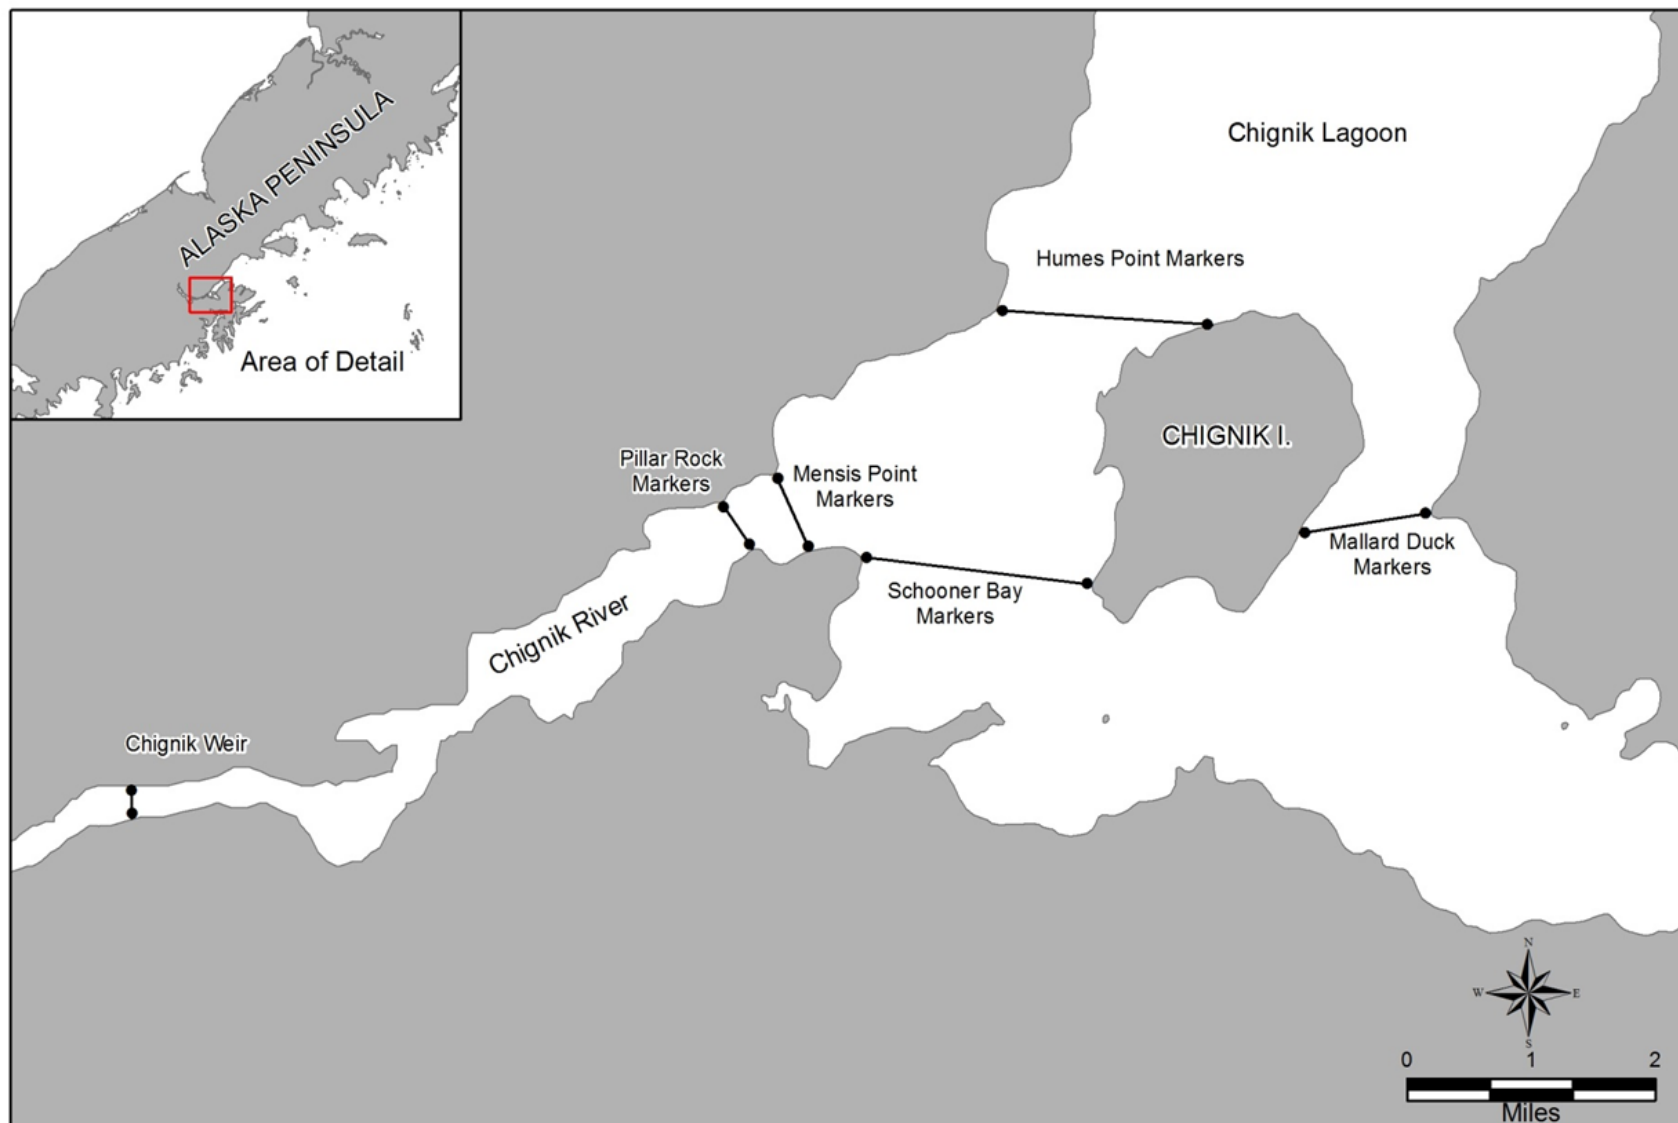 ALASKA PENINSULA
Area of Detail
Chignik Lagoon
Humes Point Markers
CHIGNIK I.
Pillar Rock
Markers
Mensis Point
Markers
Mallard Duck
Markers
Schooner Bay
Markers
Chignik River
Chignik Weir
N
W
E
S
0 1 2
Miles